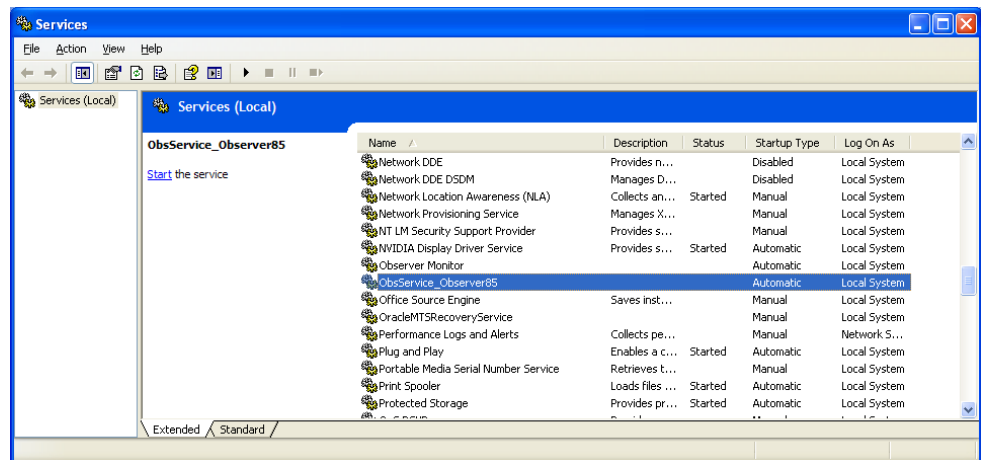 Services
File Action View Help
Services (Local)
Services (Local)
ObsService_Observer85
Start the service
Name Description Status Startup Type Log On As
Network DDE Provides n... Disabled Local System
Network DDE DSDM Manages D... Disabled Local System
Network Location Awareness (NLA) Collects an... Started Manual Local System
Network Provisioning Service Manages X... Manual Local System
NT LM Security Support Provider Provides s... Manual Local System
NVIDIA Display Driver Service Provides s... Started Automatic Local System
Observer Monitor Automatic Local System
ObsService_Observer85 Automatic Local System
Office Source Engine Saves inst... Manual Local System
OracleMTSRecoveryService Manual Local System
Performance Logs and Alerts Collects pe... Manual Network S...
Plug and Play Enables a c... Started Automatic Local System
Portable Media Serial Number Service Retrieves t... Manual Local System
Print Spooler Loads files ... Started Automatic Local System
Protected Storage Provides pr... Started Automatic Local System
Extended Standard